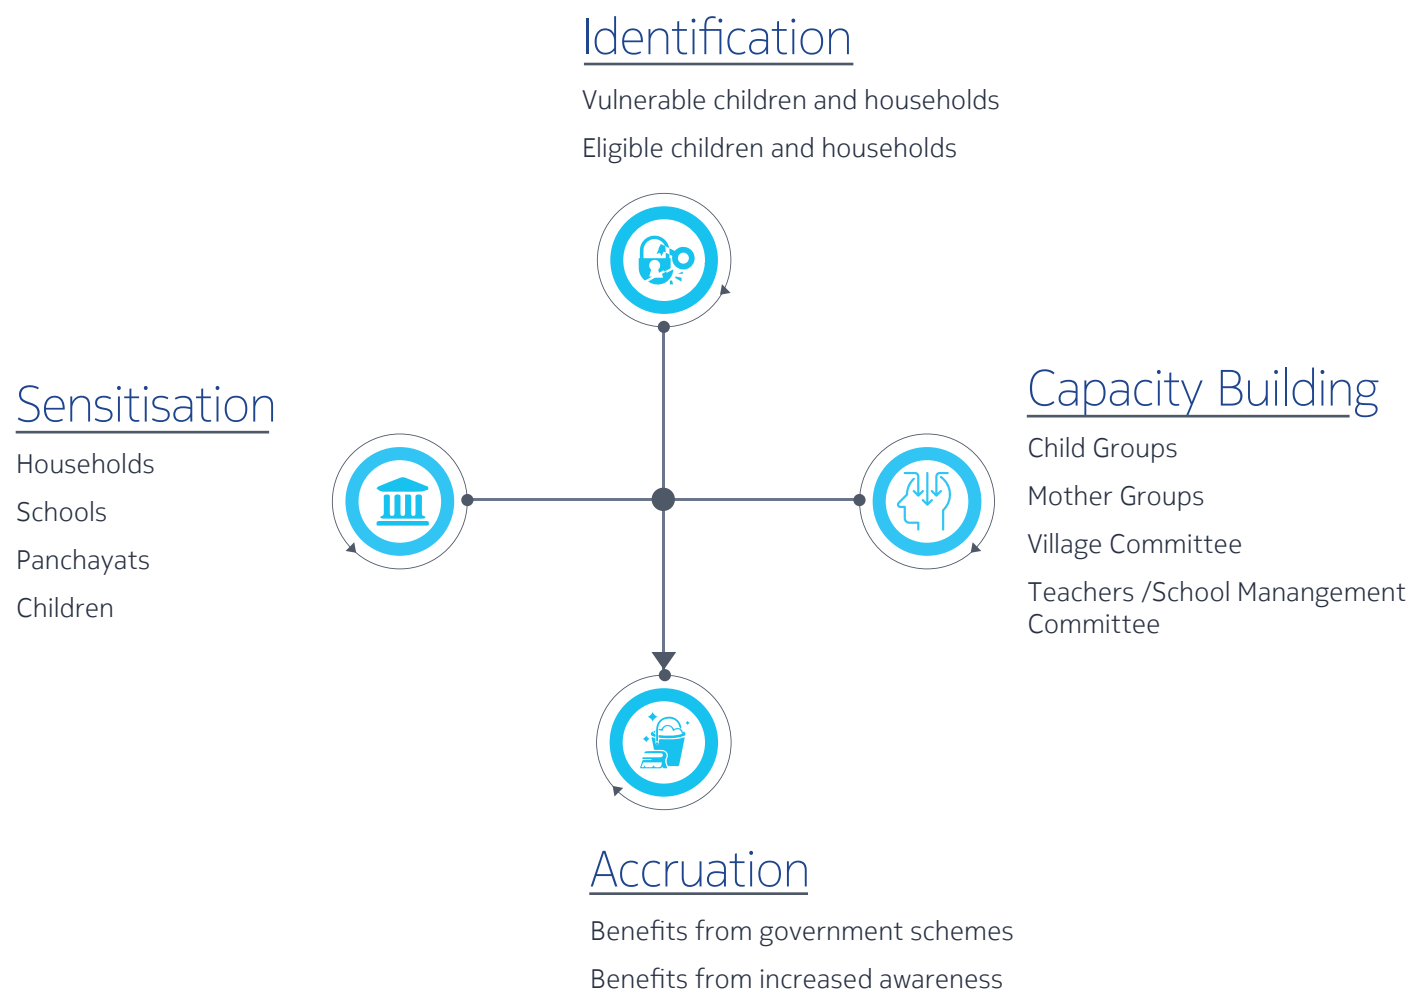 Identification
Vulnerable children and households
Eligible children and households
Sensitisation
Households
Schools
Panchayats
Children
Capacity Building
Child Groups
Mother Groups
Village Committee
Teachers /School Manangement
Committee
Accruation
Benefits from government schemes
Benefits from increased awareness